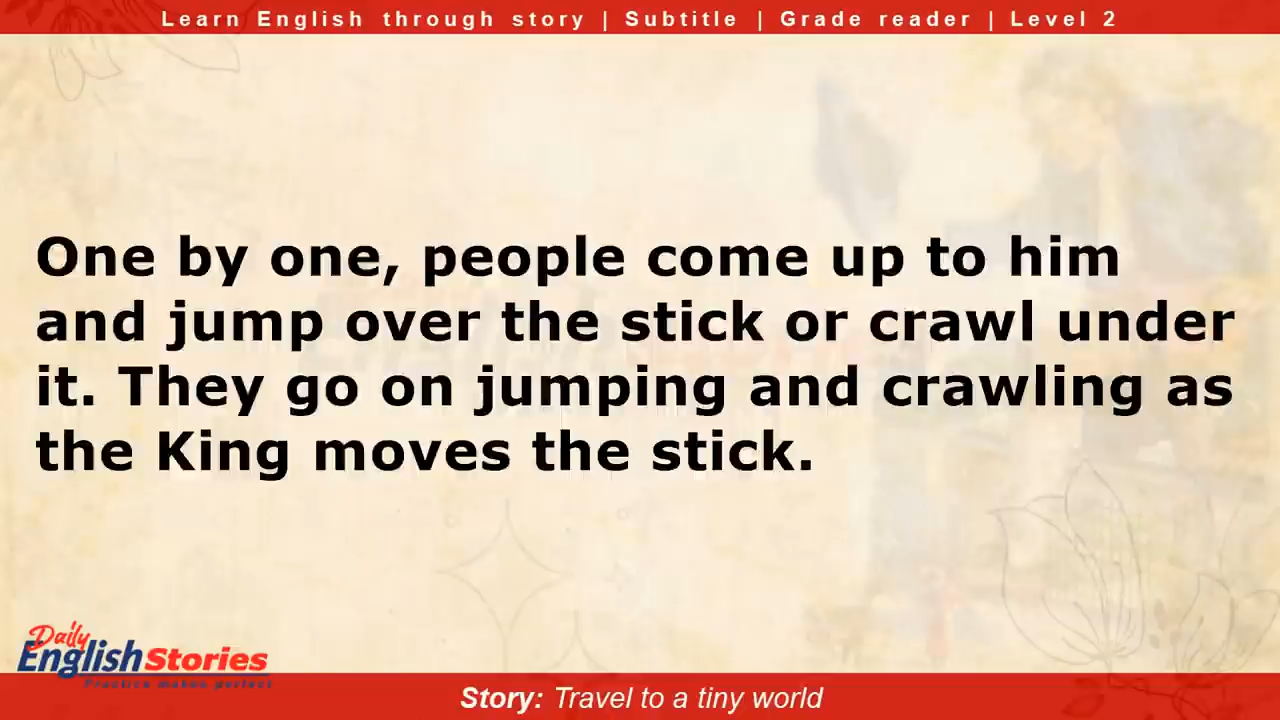 Learn English through story | Subtitle | Grade reader | Level 2
One by one, people come up to him
and jump over the stick or crawl under
it. They go on jumping and crawling as
the King moves the stick.
Daily
English Stories
Practice makes perfect
Story: Travel to a tiny world